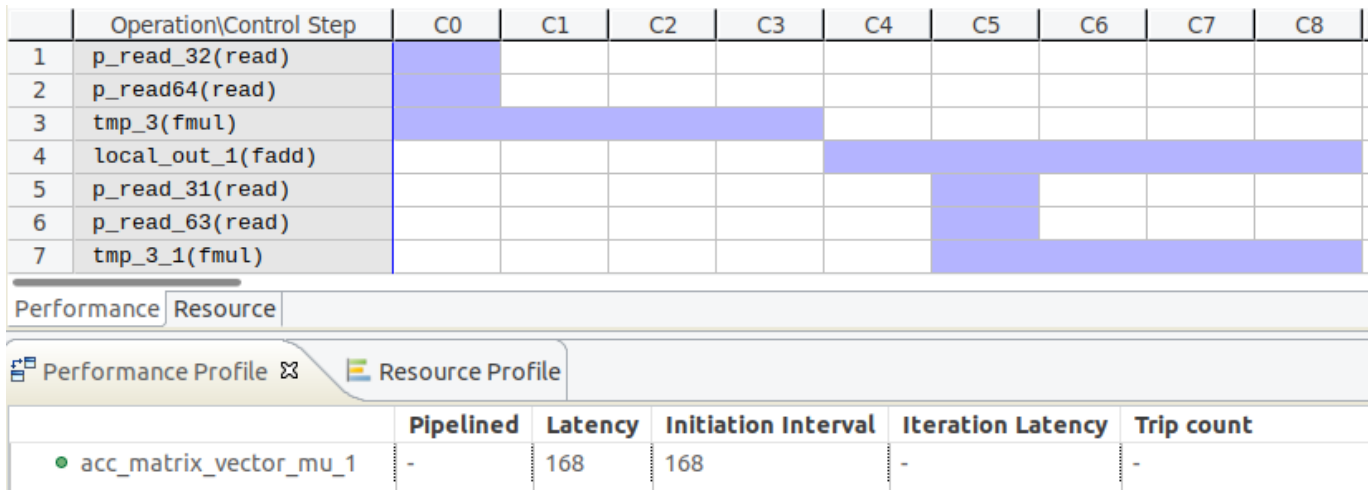 Operation\Control Step C0 C1 C2 C3 C4 C5 C6 C7 C8
1 p_read_32(read)
2 p_read64(read)
3 tmp_3(fmul)
4 local_out_1(fadd)
5 p_read_31(read)
6 p_read_63(read)
7 tmp_3_1(fmul)
Performance Resource
Performance Profile Resource Profile
Pipelined Latency Initiation Interval Iteration Latency Trip count
acc_matrix_vector_mu_1 - 168 168 - -